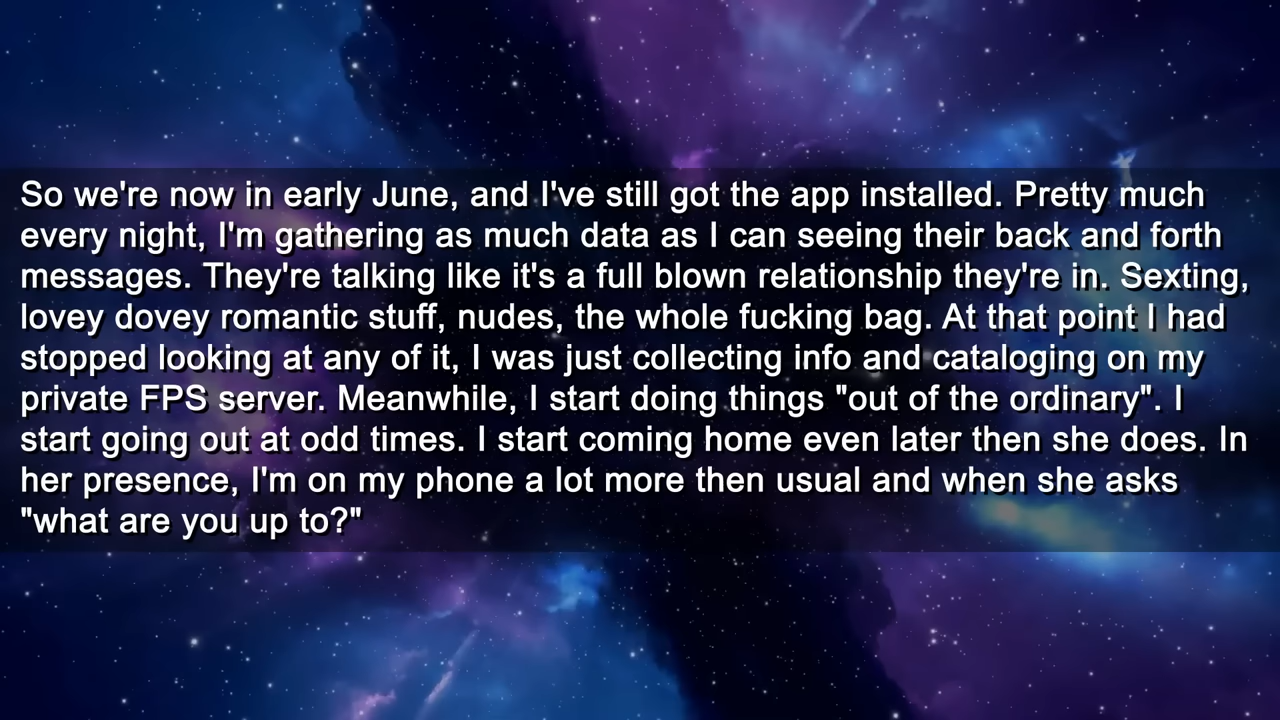 So we're now in early June, and I've still got the app installed. Pretty much
every night, I'm gathering as much data as I can seeing their back and forth
messages. They're talking like it's a full blown relationship they're in. Sexting,
lovey dovey romantic stuff, nudes, the whole fucking bag. At that point I had
stopped looking at any of it, I was just collecting info and cataloging on my
private FPS server. Meanwhile, I start doing things "out of the ordinary". I
start going out at odd times. I start coming home even later then she does. In
her presence, I'm on my phone a lot more then usual and when she asks
"what are you up to?"